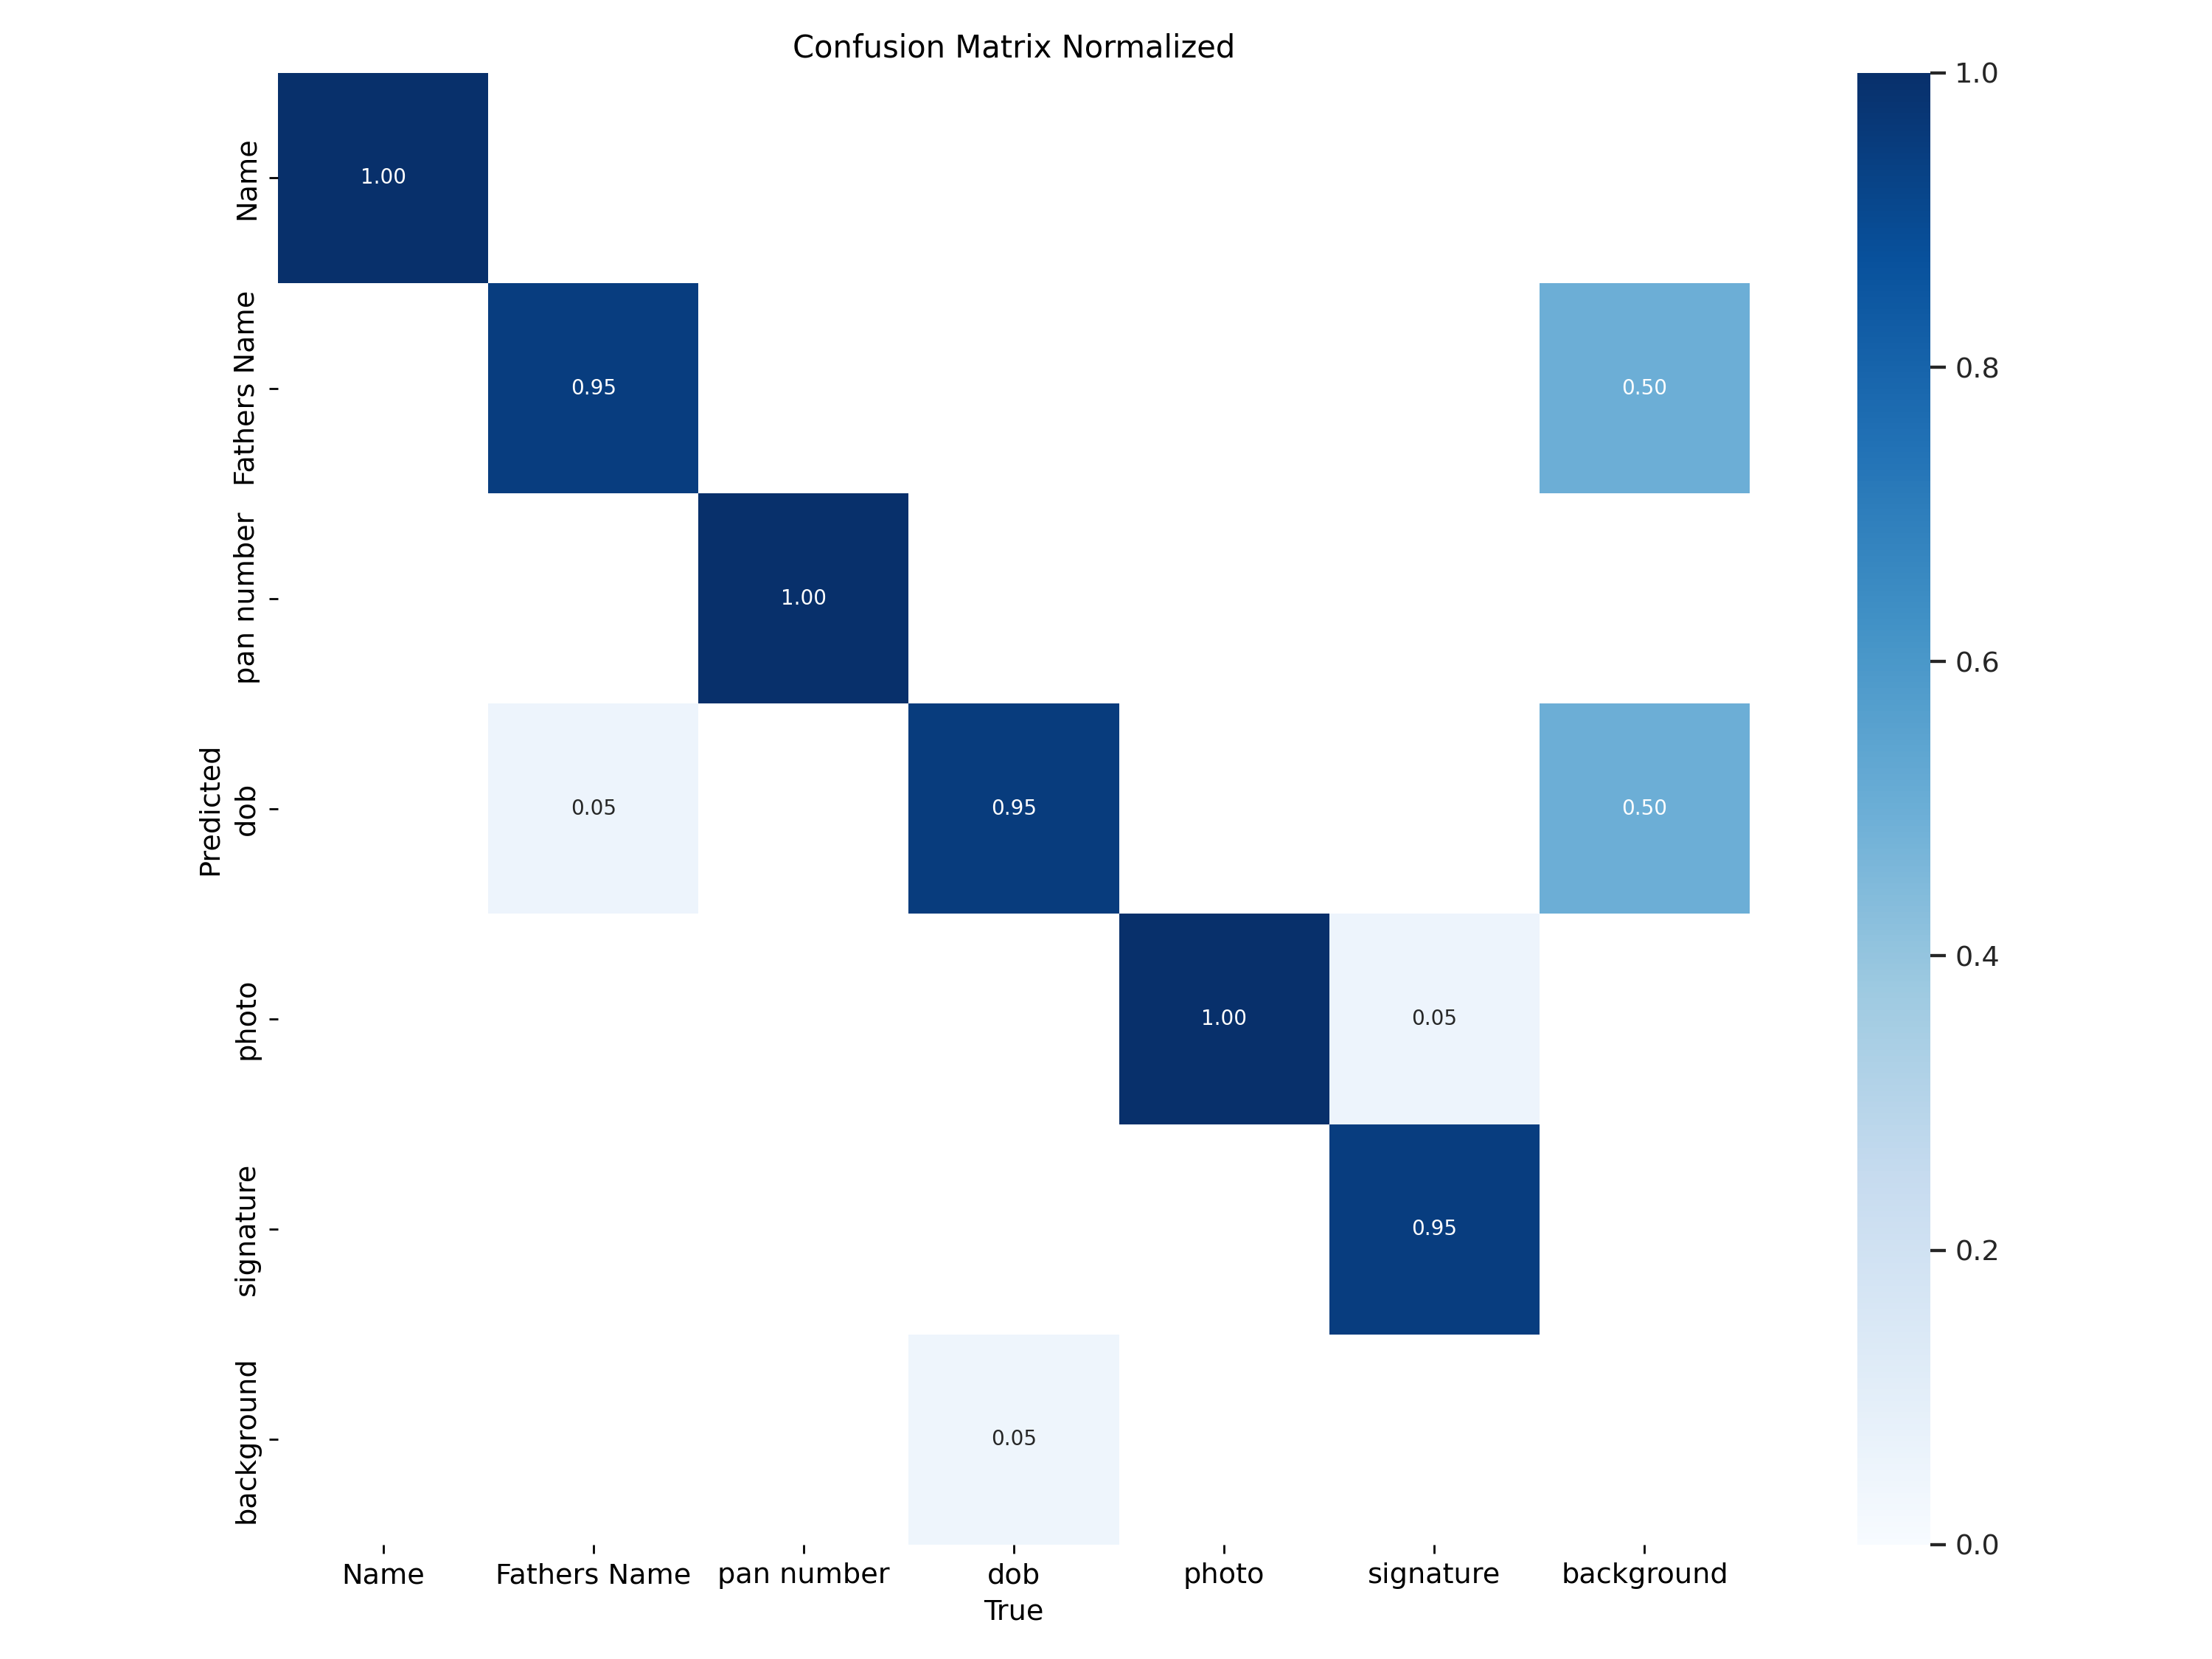 Confusion Matrix Normalized
1.0
Name
1.00
Fathers Name
0.95
0.50
0.8
pan number
1.00
0.6
Predicted
dob
0.05
0.95
0.50
0.4
photo
1.00
0.05
signature
0.95
0.2
background
0.05
0.0
Name Fathers Name pan number dob photo signature background
True